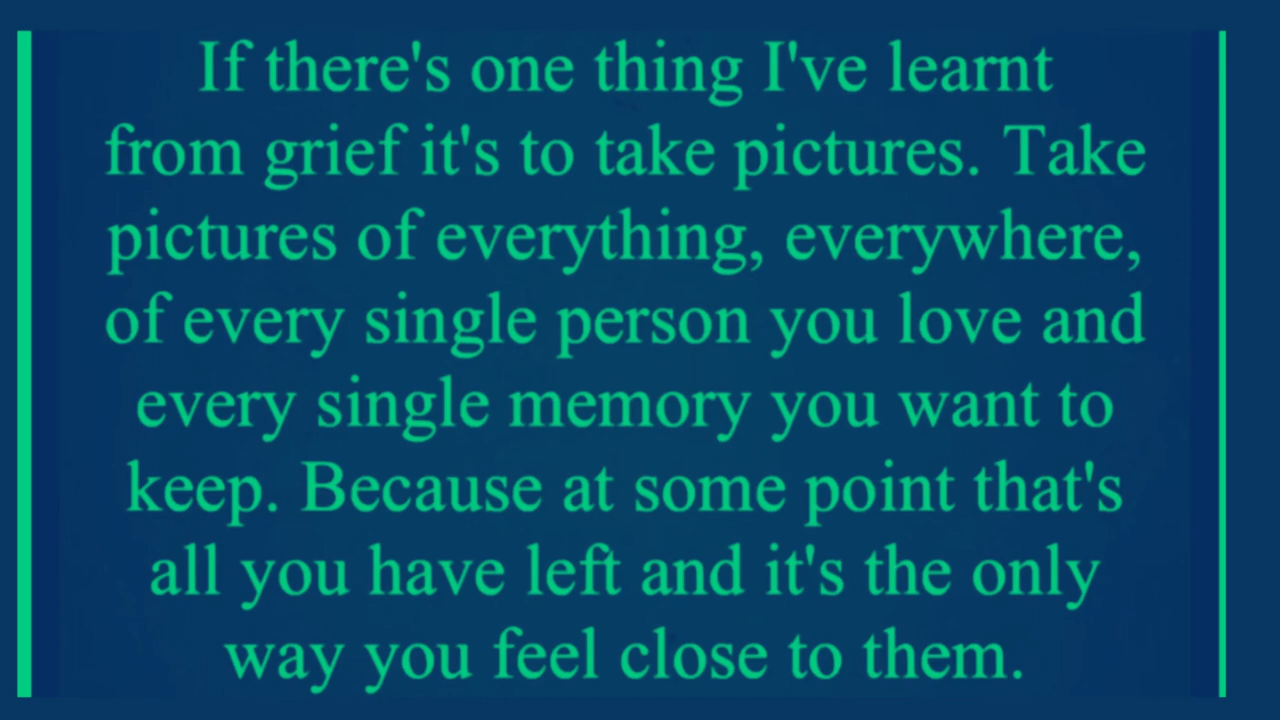 If there's one thing I've learnt
from grief it's to take pictures. Take
pictures of everything, everywhere,
of every single person you love and
every single memory you want to
keep. Because at some point that's
all you have left and it's the only
way you feel close to them.